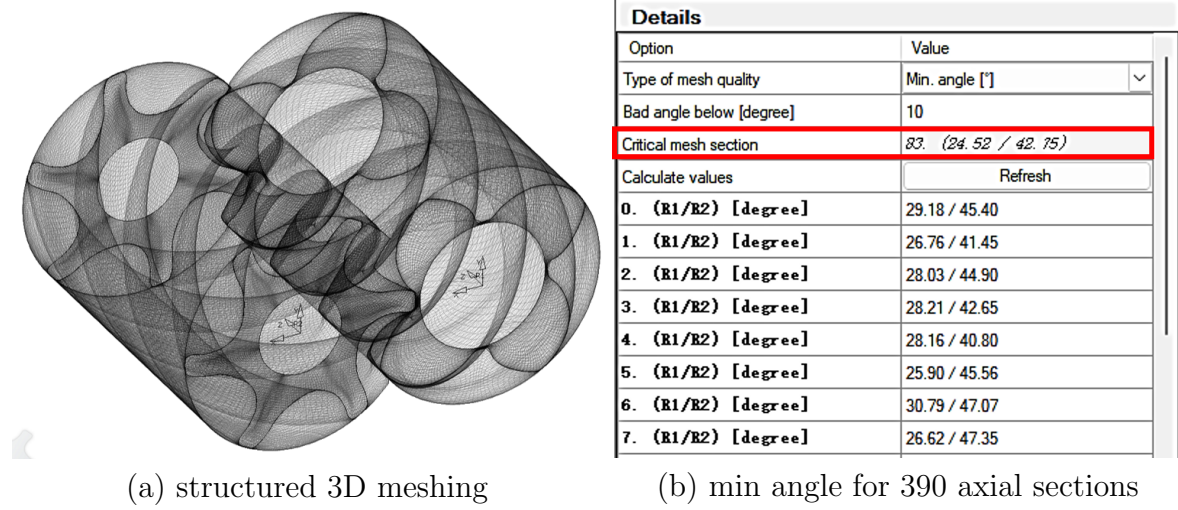 Details
Option Value
Type of mesh quality Min. angle [°]
Bad angle below [degree] 10
Critical mesh section 83. (24.52 / 42.75)
Calculate values Refresh
0. (R1/R2) [degree] 29.18 / 45.40
1. (R1/R2) [degree] 26.76 / 41.45
2. (R1/R2) [degree] 28.03 / 44.90
3. (R1/R2) [degree] 28.21 / 42.65
4. (R1/R2) [degree] 28.16 / 40.80
5. (R1/R2) [degree] 25.90 / 45.56
6. (R1/R2) [degree] 30.79 / 47.07
7. (R1/R2) [degree] 26.62 / 47.35
(a) structured 3D meshing
(b) min angle for 390 axial sections